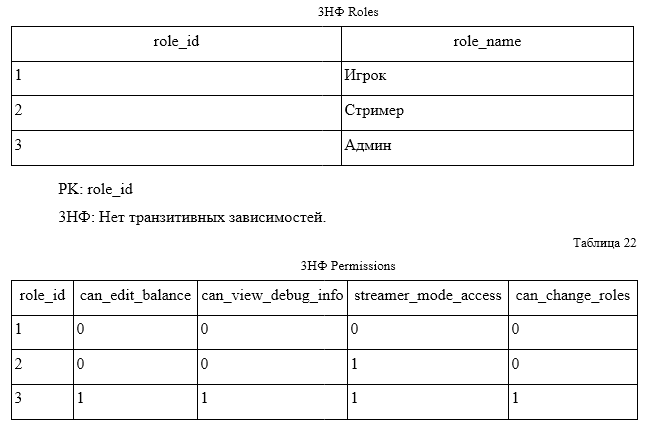 3НФ Roles
role_id role_name
1 Игрок
2 Стример
3 Админ
PK: role_id
3НФ: Нет транзитивных зависимостей.
Таблица 22
3НФ Permissions
role_id can_edit_balance can_view_debug_info streamer_mode_access can_change_roles
1 0 0 0 0
2 0 0 1 0
3 1 1 1 1